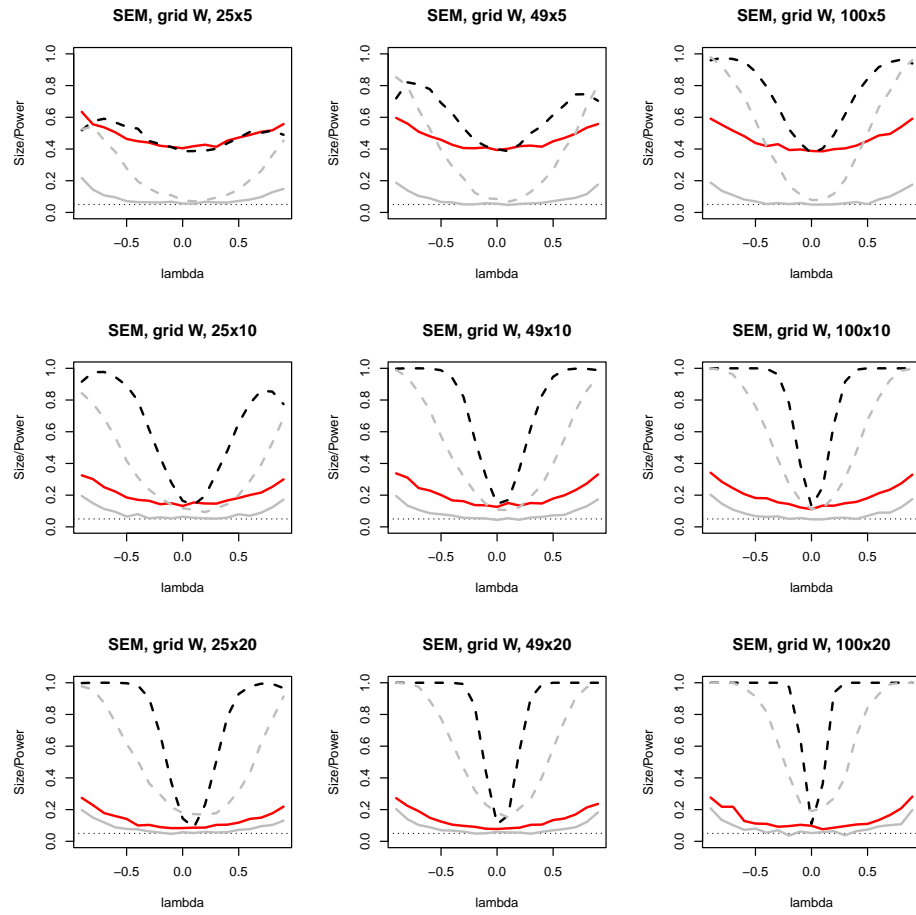 SEM, grid W, 25x5
Size/Power
0.0 0.2 0.4 0.6 0.8 1.0
−0.5 0.0 0.5
lambda
SEM, grid W, 49x5
Size/Power
0.0 0.2 0.4 0.6 0.8 1.0
−0.5 0.0 0.5
lambda
SEM, grid W, 100x5
Size/Power
0.0 0.2 0.4 0.6 0.8 1.0
−0.5 0.0 0.5
lambda
SEM, grid W, 25x10
Size/Power
0.0 0.2 0.4 0.6 0.8 1.0
−0.5 0.0 0.5
lambda
SEM, grid W, 49x10
Size/Power
0.0 0.2 0.4 0.6 0.8 1.0
−0.5 0.0 0.5
lambda
SEM, grid W, 100x10
Size/Power
0.0 0.2 0.4 0.6 0.8 1.0
−0.5 0.0 0.5
lambda
SEM, grid W, 25x20
Size/Power
0.0 0.2 0.4 0.6 0.8 1.0
−0.5 0.0 0.5
lambda
SEM, grid W, 49x20
Size/Power
0.0 0.2 0.4 0.6 0.8 1.0
−0.5 0.0 0.5
lambda
SEM, grid W, 100x20
Size/Power
0.0 0.2 0.4 0.6 0.8 1.0
−0.5 0.0 0.5
lambda